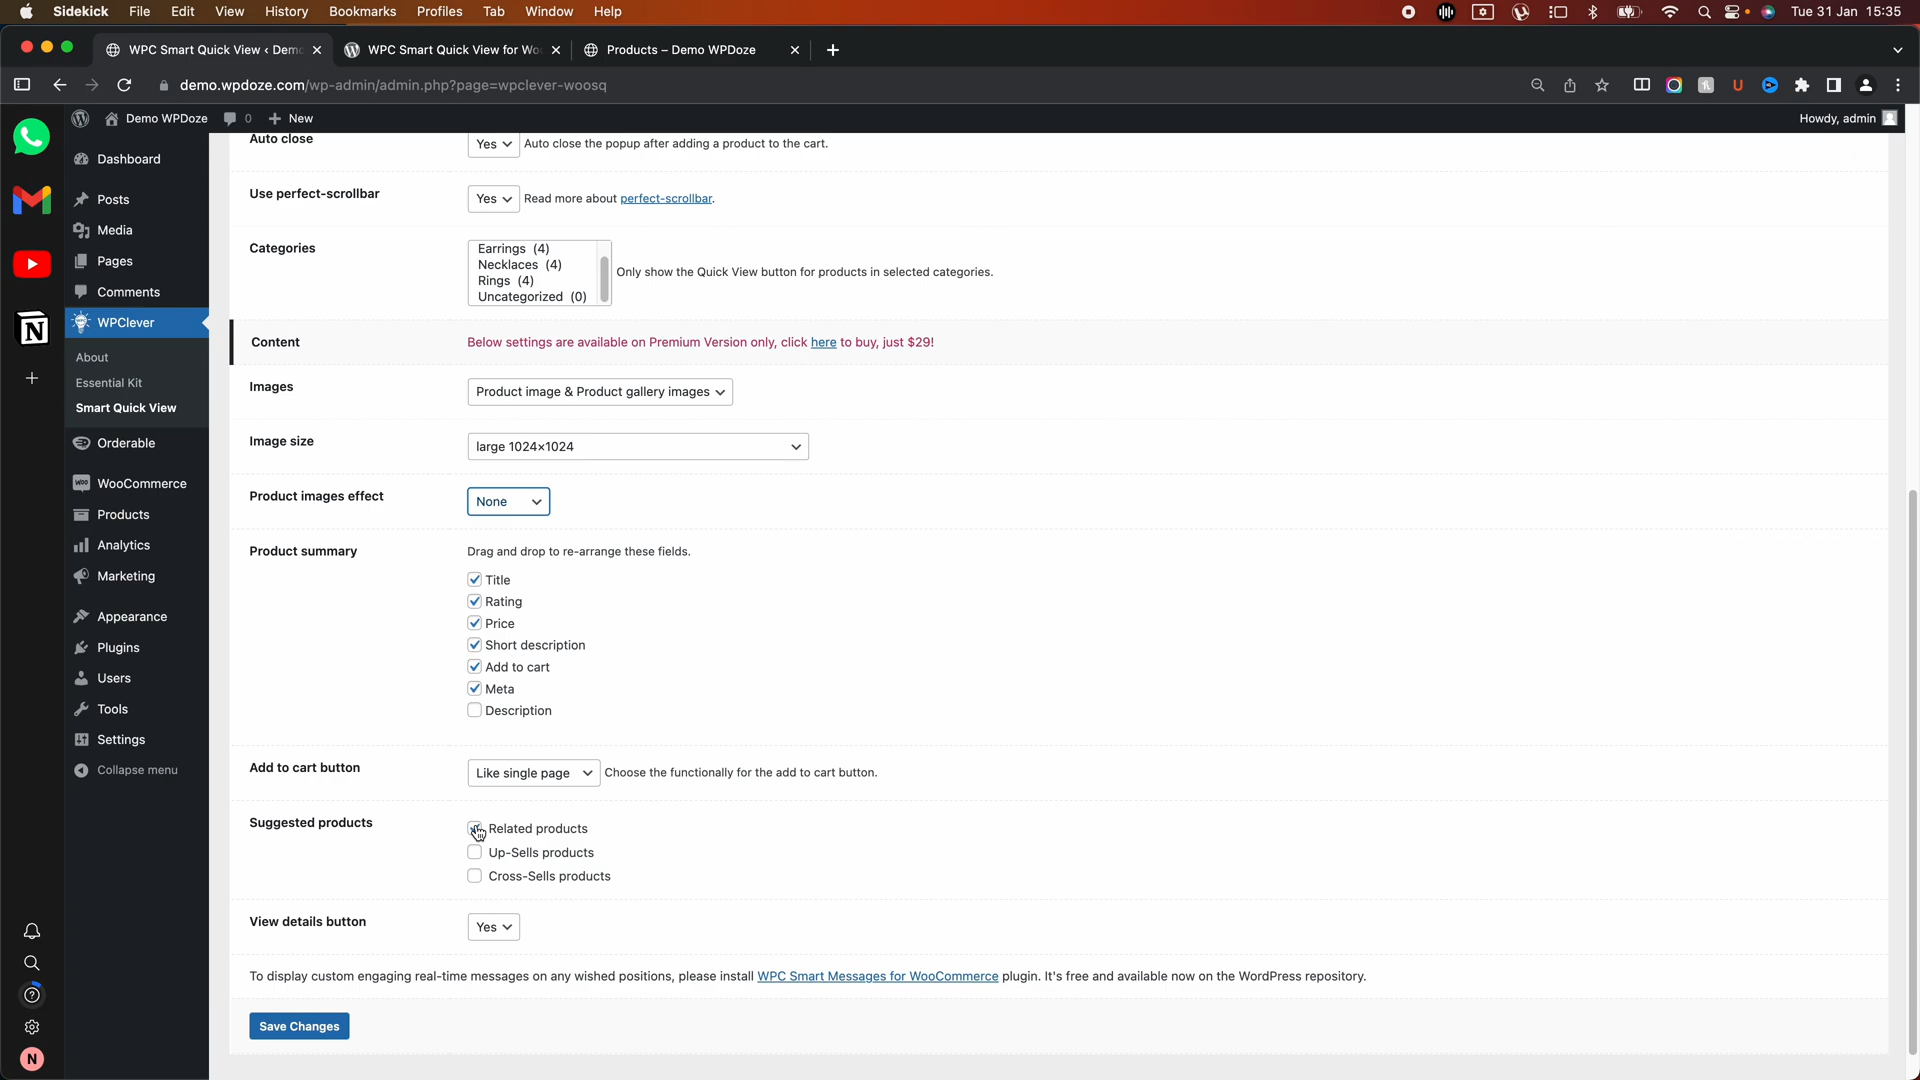 Sidekick File Edit View History Bookmarks Profiles Tab Window Help Tue 31 Jan 15:35
WPC Smart Quick View ‹ Demo WPC Smart Quick View for Wo Products – Demo WPDoze
demo.wpdoze.com/wp-admin/admin.php?page=wpclever-woosq
Demo WPDoze 0 New Howdy, admin
Dashboard
Posts
Media
Pages
Comments
WPClever
About
Essential Kit
Smart Quick View
Orderable
WooCommerce
Products
Analytics
Marketing
Appearance
Plugins
Users
Tools
Settings
Collapse menu
N
N
Auto close Yes Auto close the popup after adding a product to the cart.
Use perfect-scrollbar Yes Read more about perfect-scrollbar.
Categories
Earrings (4)
Necklaces (4)
Rings (4)
Uncategorized (0)
Only show the Quick View button for products in selected categories.
Content Below settings are available on Premium Version only, click here to buy, just $29!
Images Product image & Product gallery images
Image size large 1024×1024
Product images effect None
Product summary Drag and drop to re-arrange these fields.
Title
Rating
Price
Short description
Add to cart
Meta
Description
Add to cart button Like single page Choose the functionally for the add to cart button.
Suggested products
Related products
Up-Sells products
Cross-Sells products
View details button Yes
To display custom engaging real-time messages on any wished positions, please install WPC Smart Messages for WooCommerce plugin. It's free and available now on the WordPress repository.
Save Changes